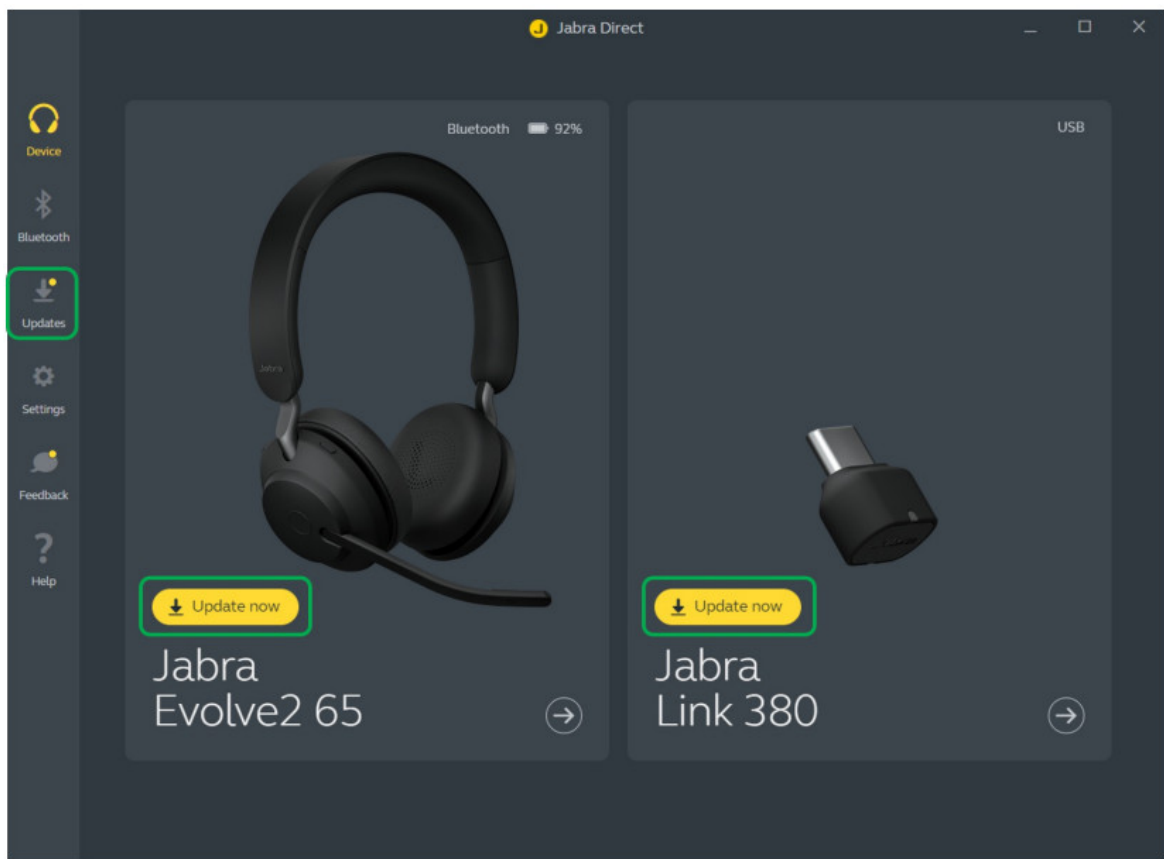 Jabra Direct
Device
Bluetooth
Updates
Settings
Feedback
Help
Bluetooth 92%
Jabra
Update now
Jabra
Evolve2 65
USB
Update now
Jabra
Link 380